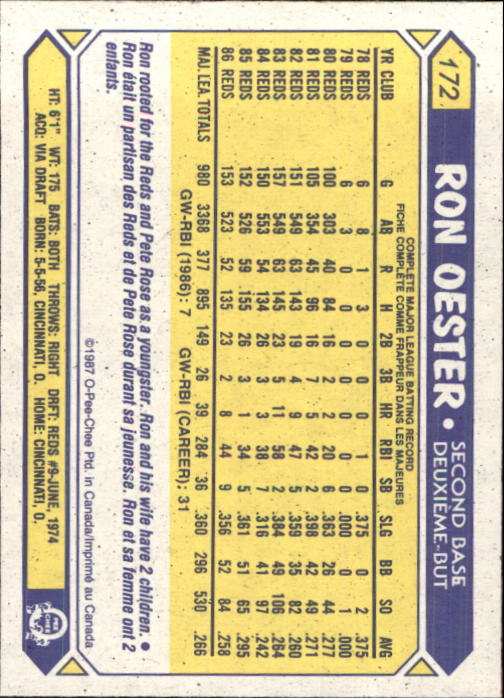 172
RON OESTER • SECOND BASE
DEUXIÈME-BUT
COMPLETE MAJOR LEAGUE BATTING RECORD
FICHE COMPLÈTE COMME FRAPPEUR DANS LES MAJEURES
YR CLUB G AB R H 2B 3B HR RBI SB SLG BB SO AVG
78 REDS 6 8 1 3 0 0 0 1 0 .375 0 2 .375
79 REDS 6 3 0 0 0 0 0 0 0 .000 0 1 .000
80 REDS 100 303 40 84 16 2 2 20 6 .363 26 44 .277
81 REDS 105 354 45 96 16 7 5 42 2 .398 42 49 .271
82 REDS 151 549 63 143 19 4 9 47 5 .359 35 82 .260
83 REDS 157 549 63 145 23 5 11 58 2 .384 49 106 .264
84 REDS 150 553 54 134 26 3 3 38 7 .316 41 97 .242
85 REDS 152 526 59 155 26 3 1 34 5 .361 51 65 .295
86 REDS 153 523 52 135 23 2 8 44 9 .356 52 84 .258
MAJ. LEA. TOTALS 980 3368 377 895 149 26 39 284 36 .360 296 530 .266
GW-RBI (1986): 7 GW-RBI (CAREER): 31
Ron rooted for the Reds and Pete Rose as a youngster. Ron and his wife have 2 children. •
Ron était un partisan des Reds et de Pete Rose durant sa jeunesse. Ron et sa femme ont 2
enfants.
©1987 O-Pee-Chee Ptd. in Canada/Imprimé au Canada
HT: 6'1" WT: 175 BATS: BOTH THROWS: RIGHT DRFT: REDS #9-JUNE, 1974
ACQ: VIA DRAFT BORN: 5-5-56, CINCINNATI, O. HOME: CINCINNATI, O.
O
PEE
CHEE